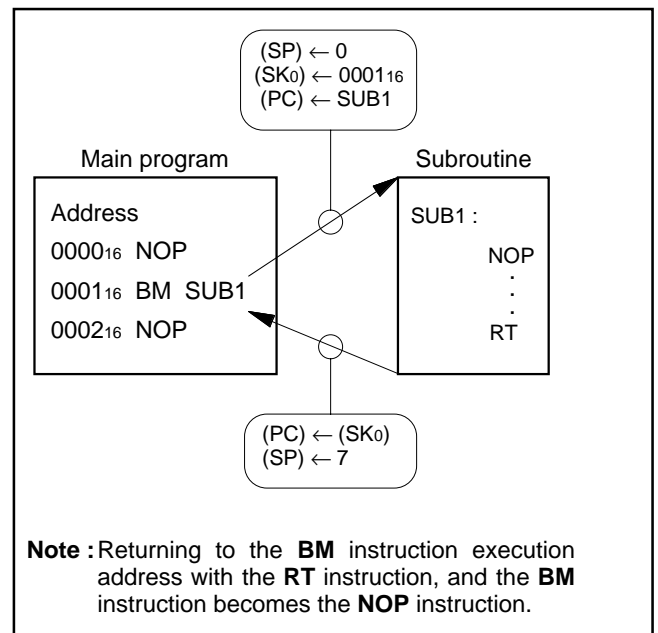 (SP) ← 0
(SK0) ← 000116
(PC) ← SUB1
Main program
Subroutine
Address
000016 NOP
000116 BM SUB1
000216 NOP
SUB1 :
NOP
.
.
.
RT
(PC) ← (SK0)
(SP) ← 7
Note : Returning to the BM instruction execution
address with the RT instruction, and the BM
instruction becomes the NOP instruction.